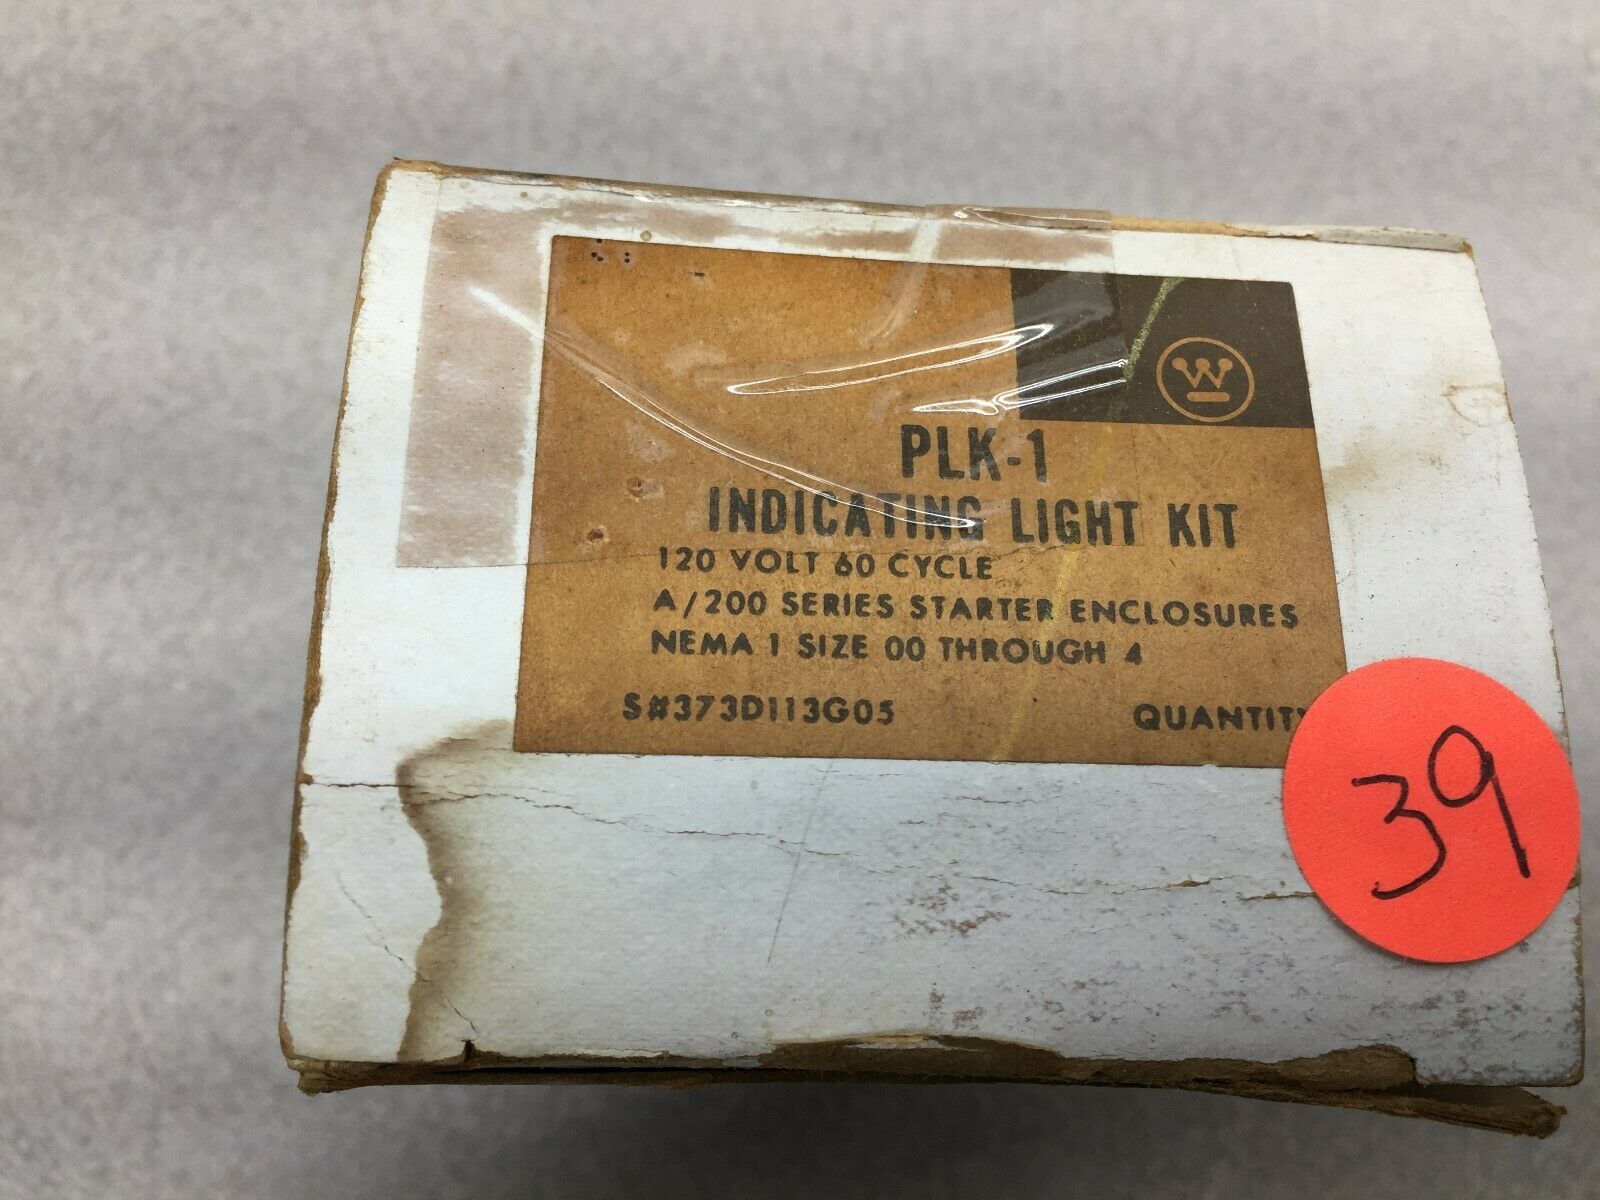 W
PLK-1
INDICATING LIGHT KIT
120 VOLT 60 CYCLE
A/200 SERIES STARTER ENCLOSURES
NEMA 1 SIZE 00 THROUGH 4
S#373D113G05 QUANTITY
39